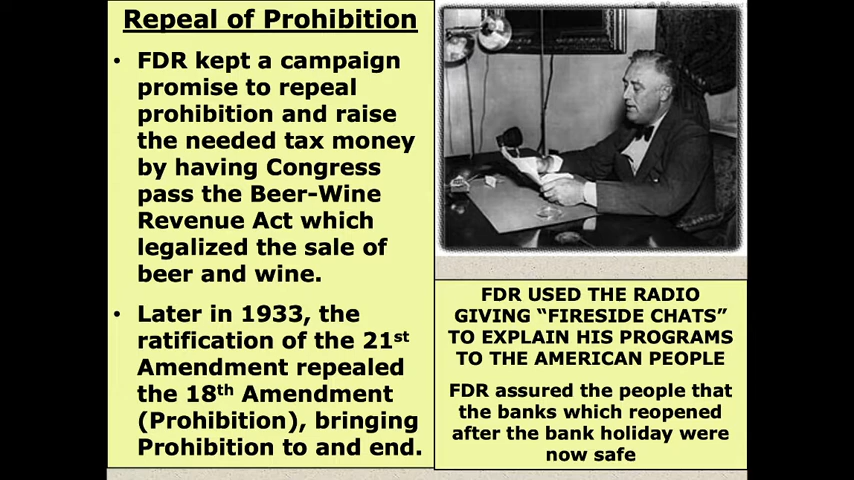 Repeal of Prohibition
• FDR kept a campaign
promise to repeal
prohibition and raise
the needed tax money
by having Congress
pass the Beer-Wine
Revenue Act which
legalized the sale of
beer and wine.
• Later in 1933, the
ratification of the 21st
Amendment repealed
the 18th Amendment
(Prohibition), bringing
Prohibition to and end.
FDR USED THE RADIO
GIVING “FIRESIDE CHATS”
TO EXPLAIN HIS PROGRAMS
TO THE AMERICAN PEOPLE
FDR assured the people that
the banks which reopened
after the bank holiday were
now safe